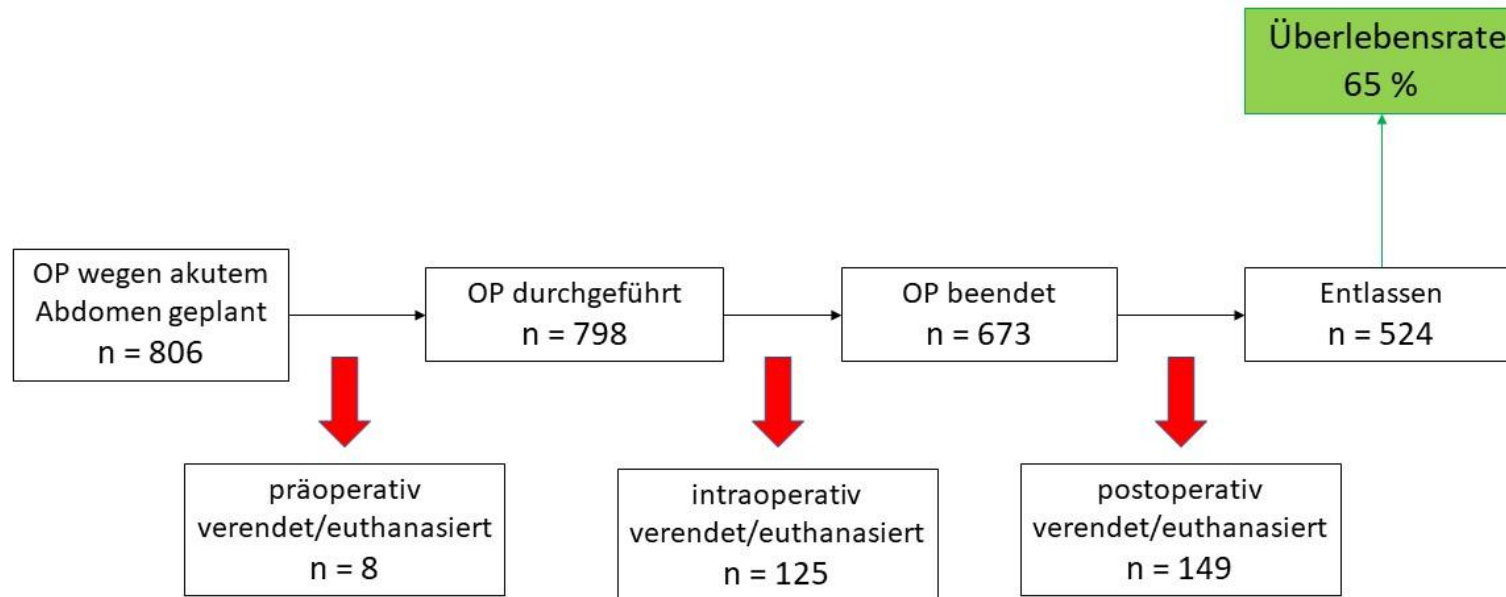 Überlebensrate
65 %
OP wegen akutem
Abdomen geplant
n = 806
OP durchgeführt
n = 798
OP beendet
n = 673
Entlassen
n = 524
präoperativ
verendet/euthanasiert
n = 8
intraoperativ
verendet/euthanasiert
n = 125
postoperativ
verendet/euthanasiert
n = 149